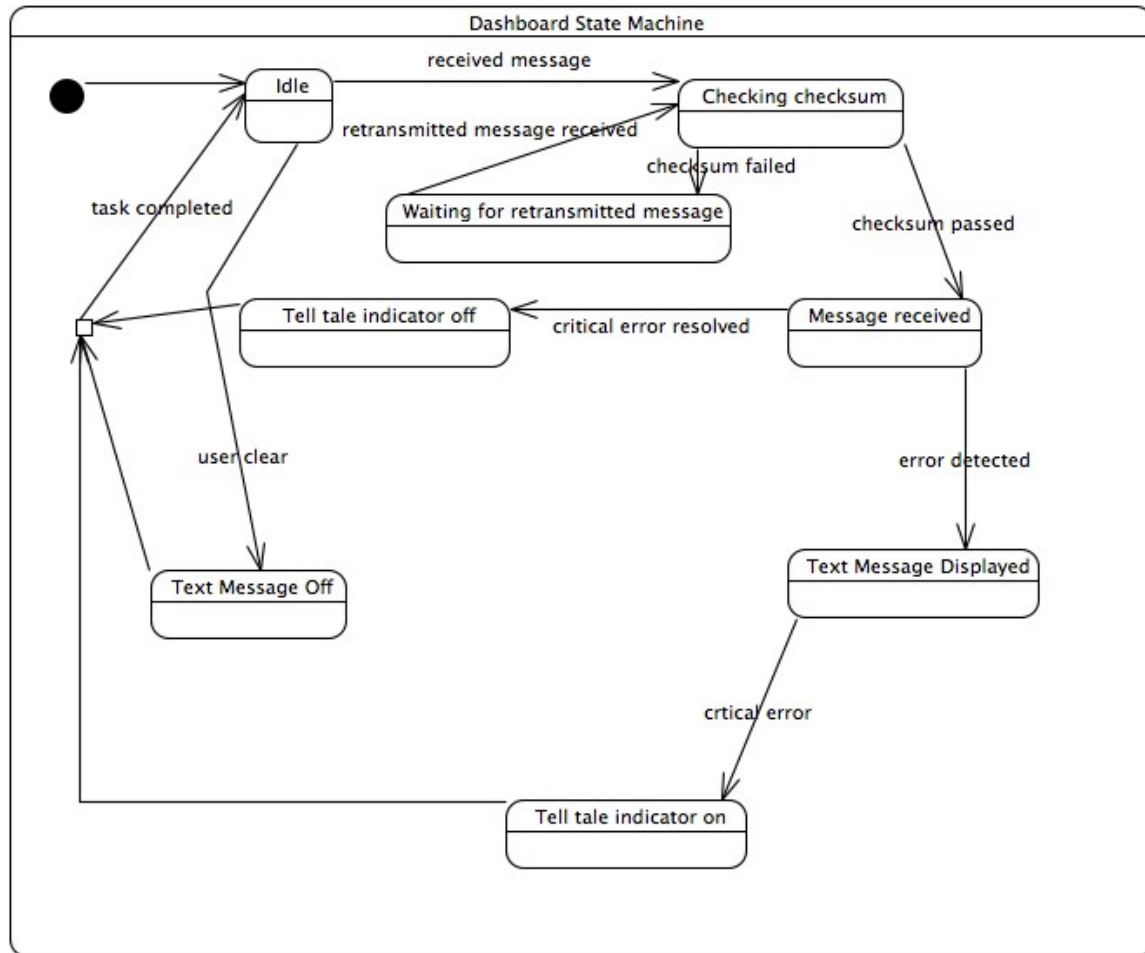 Dashboard State Machine
received message
Idle
Checking checksum
retransmitted message received
checksum failed
task completed
Waiting for retransmitted message
checksum passed
Tell tale indicator off
critical error resolved
Message received
user clear
error detected
Text Message Off
Text Message Displayed
crtical error
Tell tale indicator on